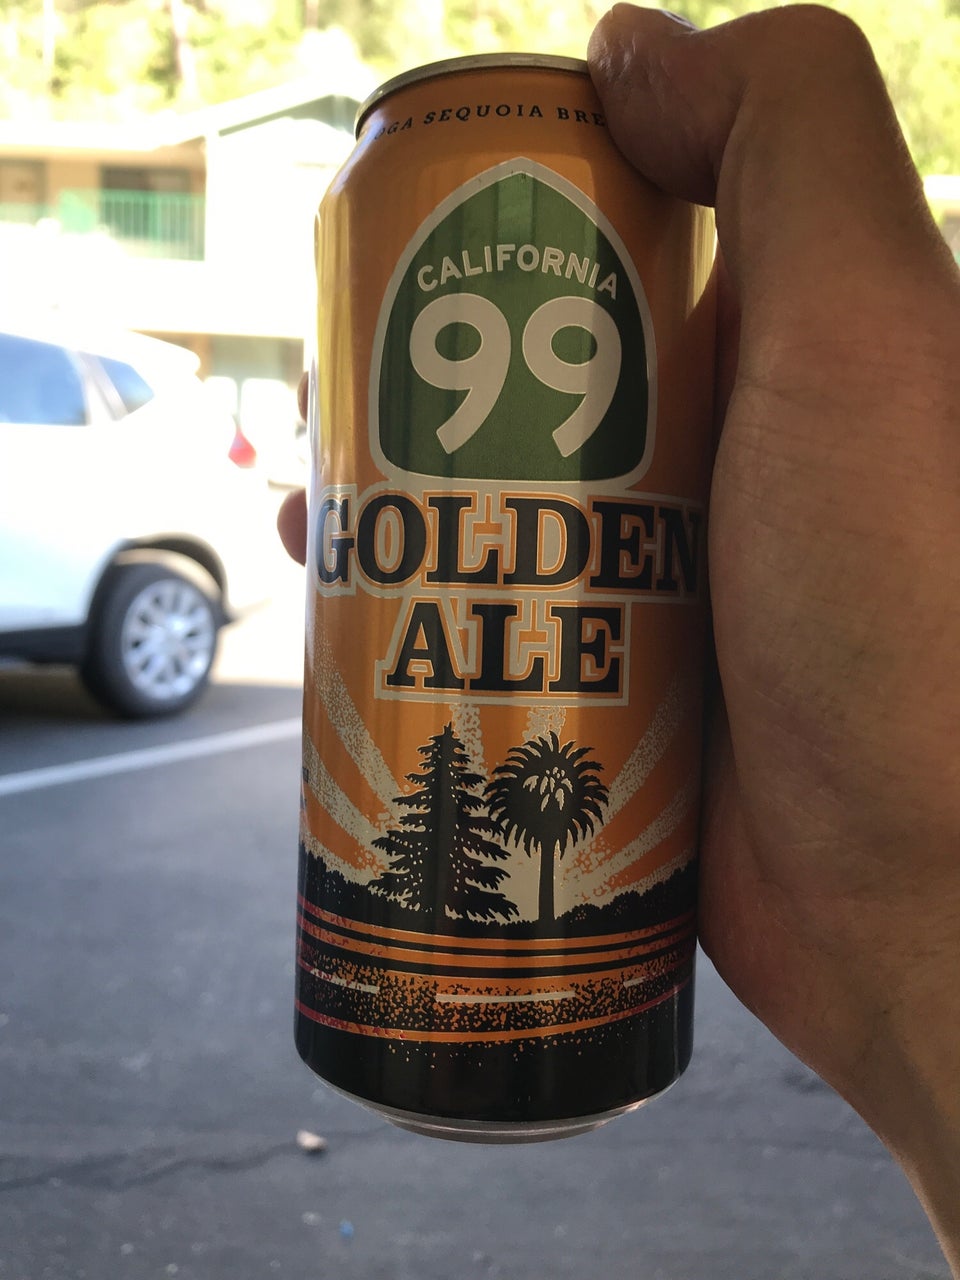 SEQUOIA
CALIFORNIA
99
GOLDEN
ALE